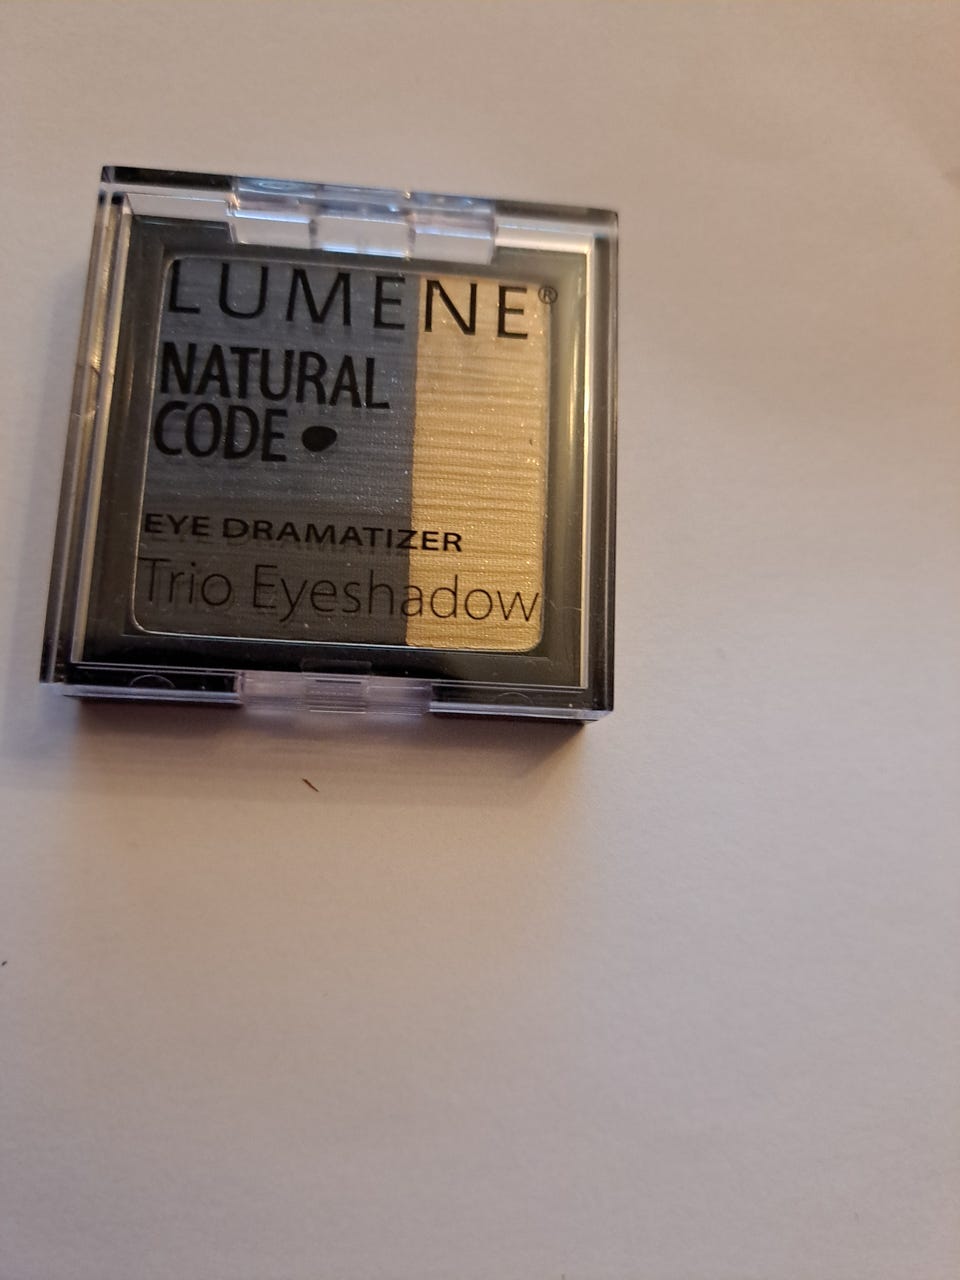 LUMENE®
NATURAL
CODE
EYE DRAMATIZER
Trio Eyeshadow